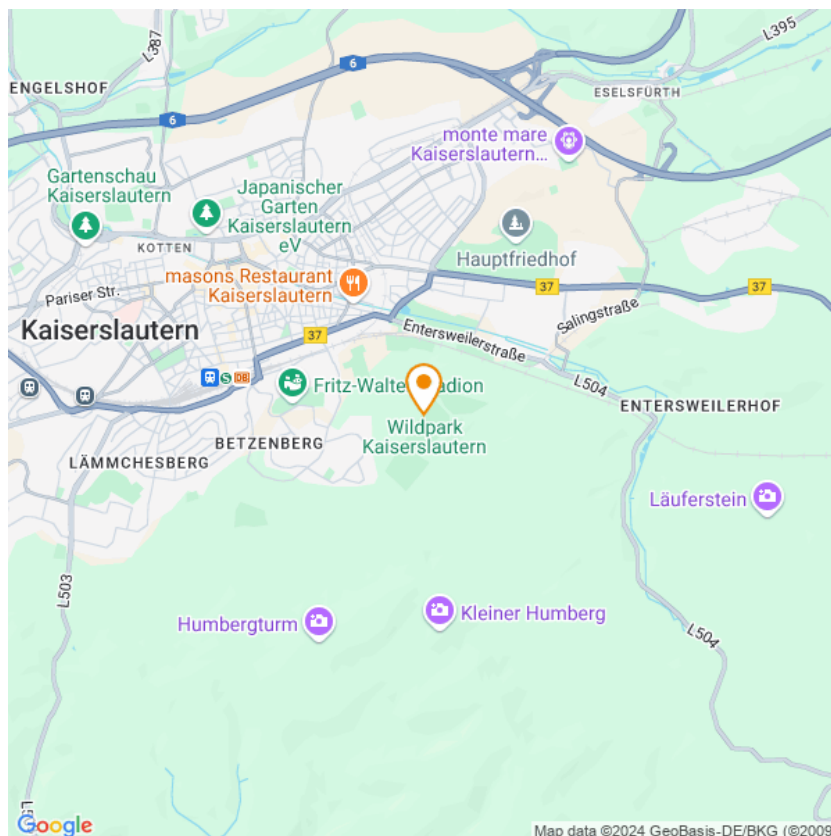 L387
L395
ENGELSHOF
6
ESELSFÜRTH
6
monte mare
Kaiserslautern...
Gartenschau
Kaiserslautern
Japanischer
Garten
Kaiserslautern
eV
KOTTEN
Hauptfriedhof
masons Restaurant
Kaiserslautern
37
37
Pariser Str.
Salingstraße
Kaiserslautern
37
Entersweilerstraße
S
DB
Fritz-Walter-Stadion
L504
ENTERSWEILERHOF
Wildpark
Kaiserslautern
BETZENBERG
LÄMMCHESBERG
Läuferstein
L503
Kleiner Humberg
Humbergturm
L504
Google
Map data ©2024 GeoBasis-DE/BKG (©2009